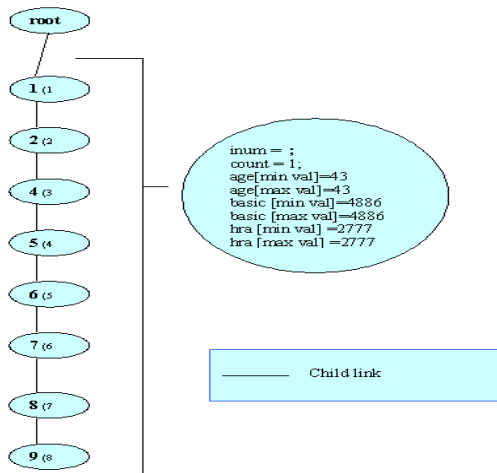 root
1 (1
2 (2
4 (3
5 (4
6 (5
7 (6
8 (7
9 (8
inum = ;
count = 1;
age[min val]=43
age[max val]=43
basic [min val]=4886
basic [max val]=4886
hra [min val] =2777
hra [max val] =2777
Child link